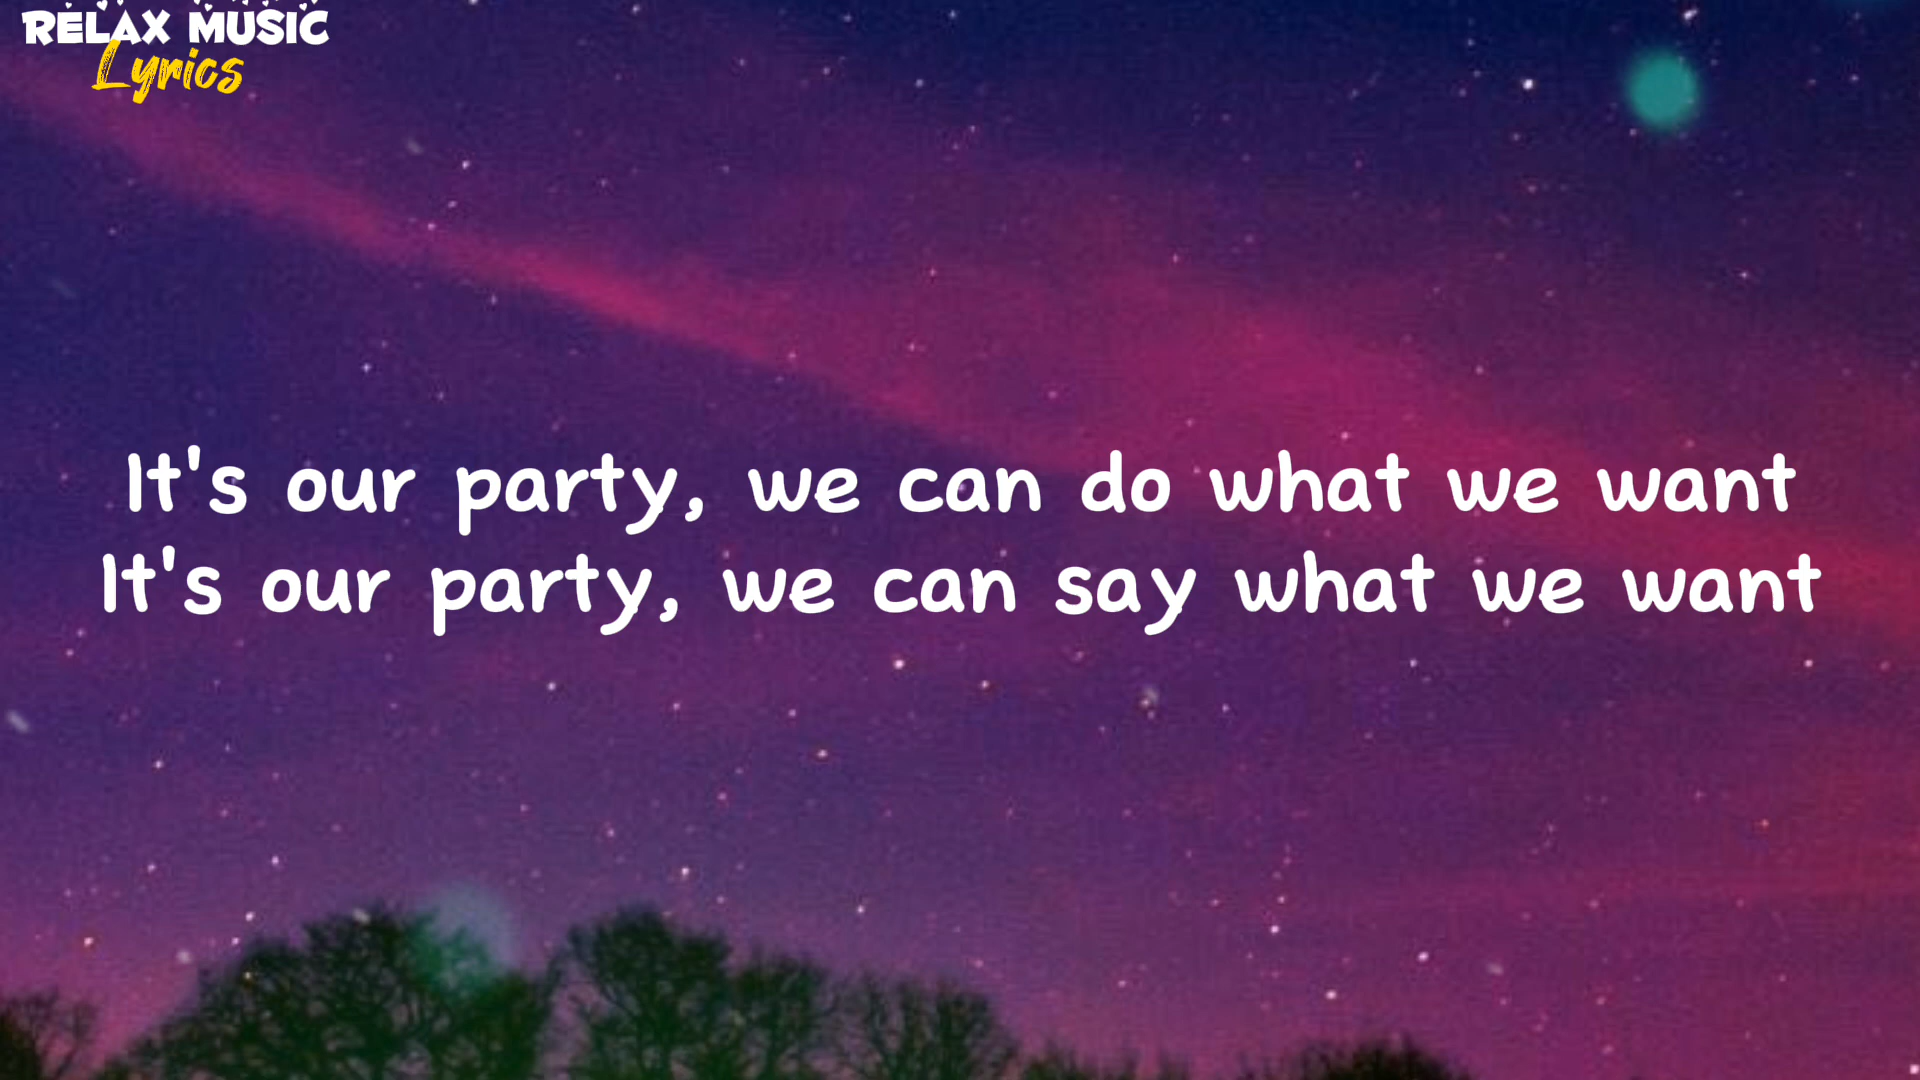 RELAX MUSIC
Lyrics
It's our party, we can do what we want
It's our party, we can say what we want